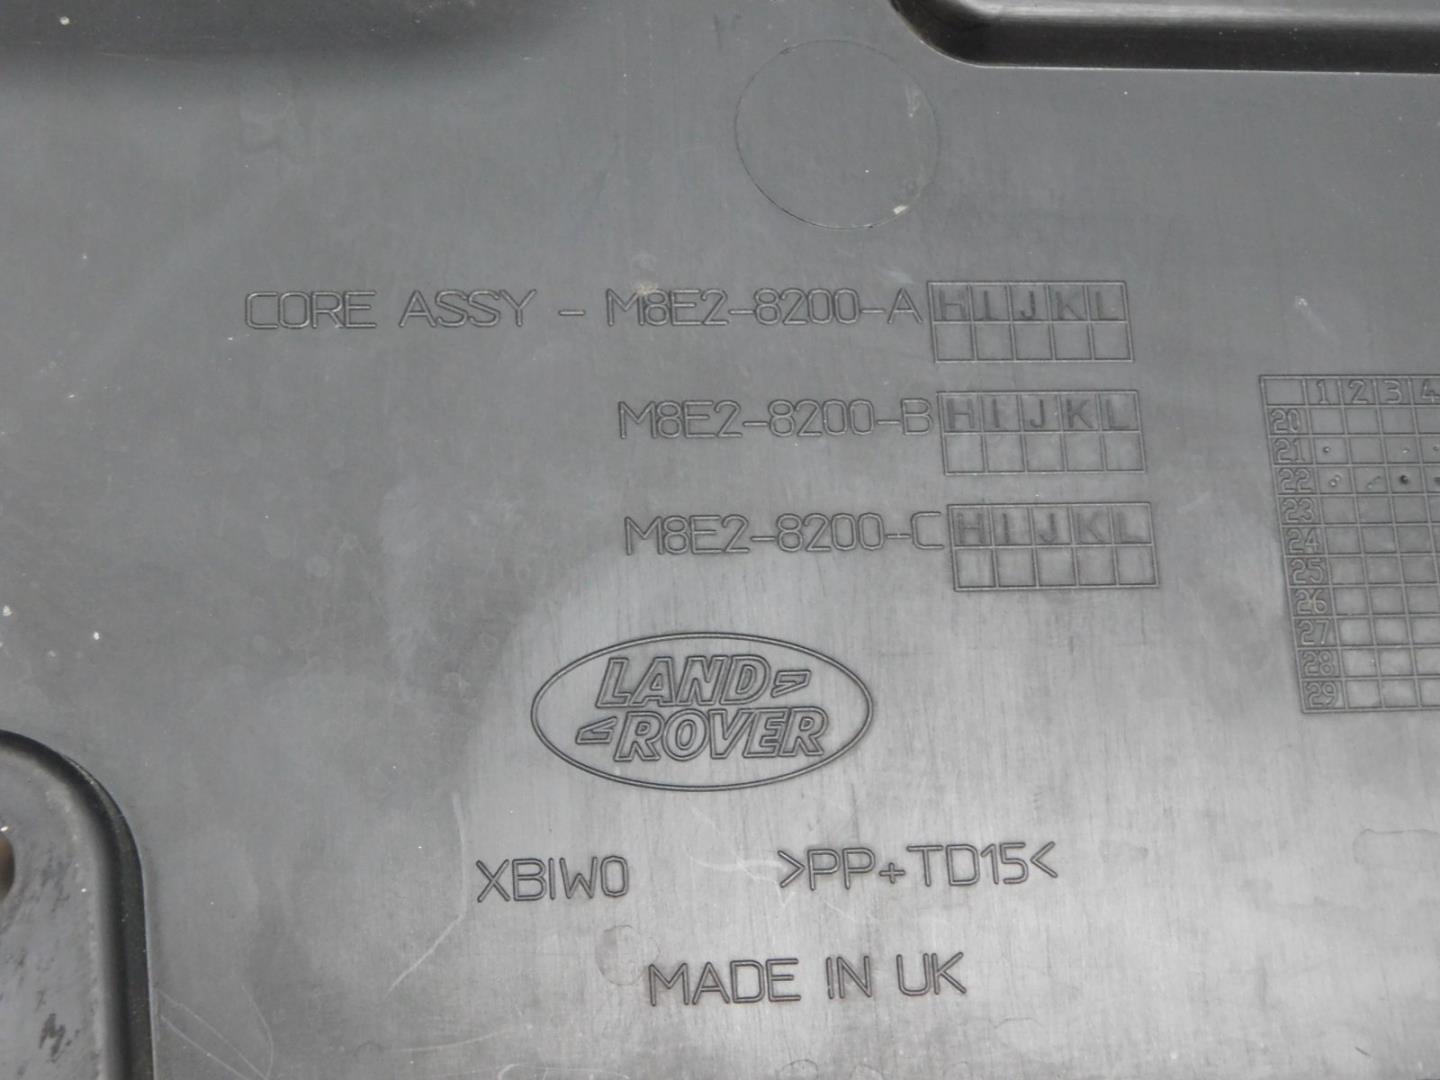 CORE ASSY - M8E2-8200-A H I J K L
M8E2-8200-B H I J K L
M8E2-8200-C H I J K L
1 2 3 4
20
21
22
23
24
25
26
27
28
29
LAND
ROVER
XBIWO >PP+TD15<
MADE IN UK